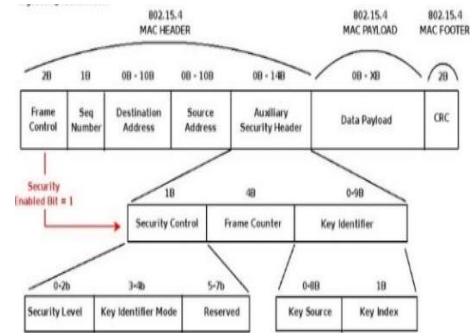 802.15.4 MAC HEADER
802.15.4 MAC PAYLOAD
802.15.4 MAC FOOTER
2B 1B 0B - 10B 0B - 10B 0B - 14B 0B - XB 2B
Frame Control Seq Number Destination Address Source Address Auxiliary Security Header Data Payload CRC
Security
Enabled Bit = 1
1B 4B 0-9B
Security Control Frame Counter Key Identifier
0-2b 3-4b 5-7b 0-8B 1B
Security Level Key Identifier Mode Reserved Key Source Key Index